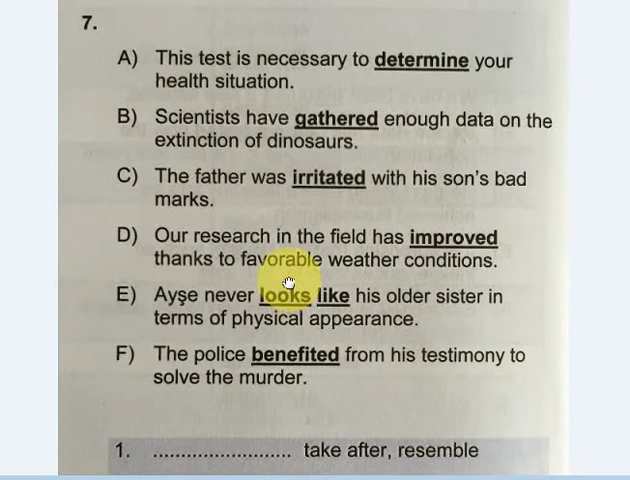 7.
A) This test is necessary to determine your
health situation.
B) Scientists have gathered enough data on the
extinction of dinosaurs.
C) The father was irritated with his son's bad
marks.
D) Our research in the field has improved
thanks to favorable weather conditions.
E) Ayşe never looks like his older sister in
terms of physical appearance.
F) The police benefited from his testimony to
solve the murder.
1. ........................ take after, resemble